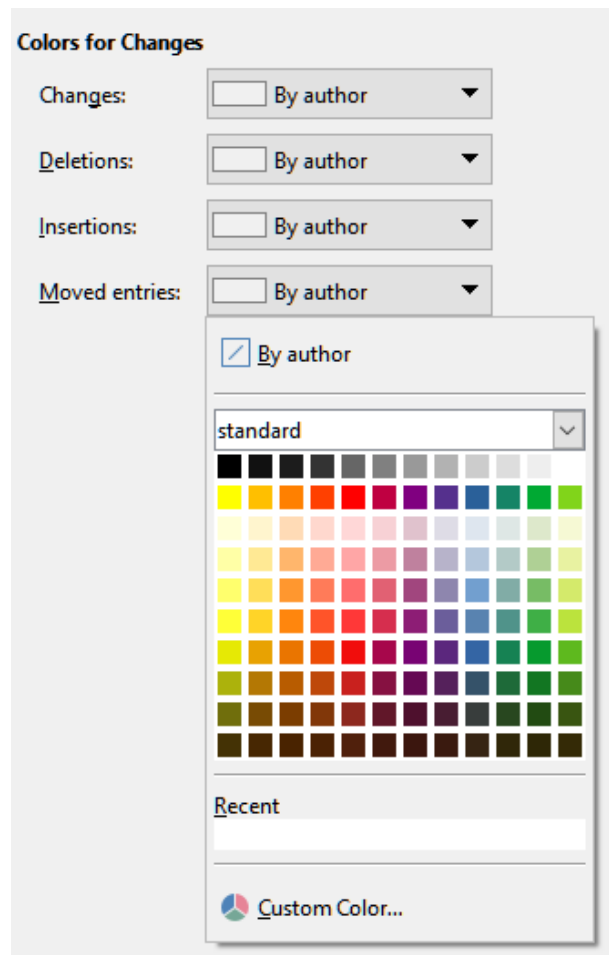 Colors for Changes
Changes: By author
Deletions: By author
Insertions: By author
Moved entries: By author
By author
standard
Recent
Custom Color...